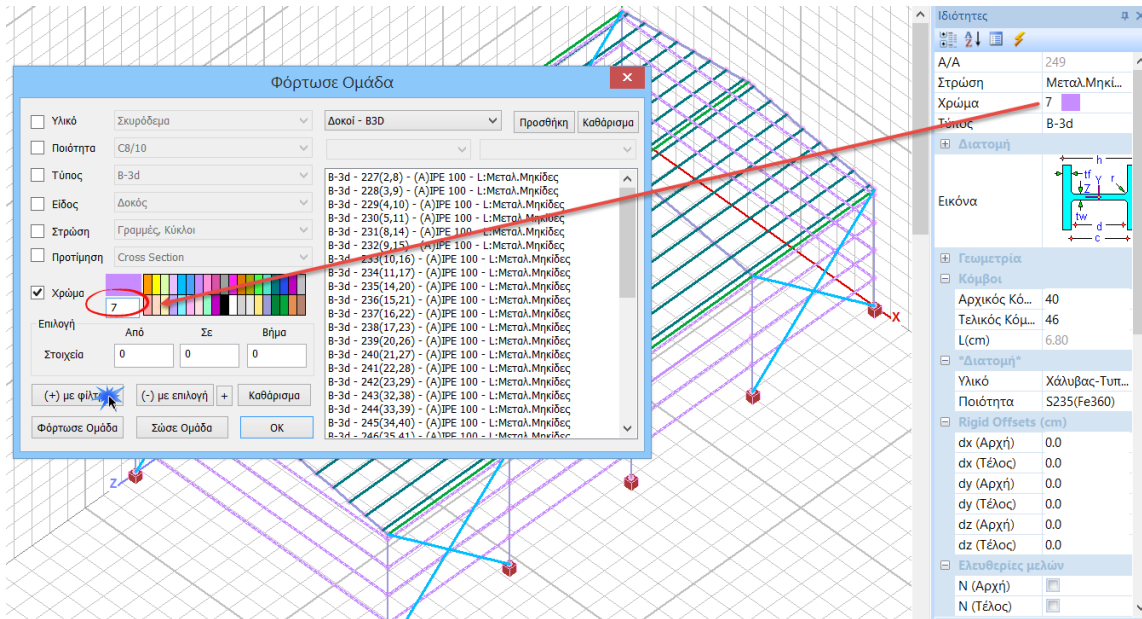 Φόρτωσε Ομάδα
Υλικό Σκυρόδεμα
Ποιότητα C8/10
Τύπος B-3d
Είδος Δοκός
Στρώση Γραμμές, Κύκλοι
Προτίμηση Cross Section
Χρώμα
7
Επιλογή
Από Σε Βήμα
Στοιχεία 0 0 0
(+) με φίλτ (-) με επιλογή + Καθάρισμα
Φόρτωσε Ομάδα Σώσε Ομάδα OK
Δοκοί - B3D Προσθήκη Καθάρισμα
B-3d - 227(2,8) - (A)IPE 100 - L:Μεταλ.Μηκίδες
B-3d - 228(3,9) - (A)IPE 100 - L:Μεταλ.Μηκίδες
B-3d - 229(4,10) - (A)IPE 100 - L:Μεταλ.Μηκίδες
B-3d - 230(5,11) - (A)IPE 100 - L:Μεταλ.Μηκίδες
B-3d - 231(8,14) - (A)IPE 100 - L:Μεταλ.Μηκίδες
B-3d - 232(9,15) - (A)IPE 100 - L:Μεταλ.Μηκίδες
B-3d - 233(10,16) - (A)IPE 100 - L:Μεταλ.Μηκίδες
B-3d - 234(11,17) - (A)IPE 100 - L:Μεταλ.Μηκίδες
B-3d - 235(14,20) - (A)IPE 100 - L:Μεταλ.Μηκίδες
B-3d - 236(15,21) - (A)IPE 100 - L:Μεταλ.Μηκίδες
B-3d - 237(16,22) - (A)IPE 100 - L:Μεταλ.Μηκίδες
B-3d - 238(17,23) - (A)IPE 100 - L:Μεταλ.Μηκίδες
B-3d - 239(20,26) - (A)IPE 100 - L:Μεταλ.Μηκίδες
B-3d - 240(21,27) - (A)IPE 100 - L:Μεταλ.Μηκίδες
B-3d - 241(22,28) - (A)IPE 100 - L:Μεταλ.Μηκίδες
B-3d - 242(23,29) - (A)IPE 100 - L:Μεταλ.Μηκίδες
B-3d - 243(32,38) - (A)IPE 100 - L:Μεταλ.Μηκίδες
B-3d - 244(33,39) - (A)IPE 100 - L:Μεταλ.Μηκίδες
B-3d - 245(34,40) - (A)IPE 100 - L:Μεταλ.Μηκίδες
B-3d - 246(35,41) - (A)IPE 100 - L:Μεταλ.Μηκίδες
X
Z
Ιδιότητες
A/A 249
Στρώση Μεταλ.Μηκί...
Χρώμα 7
Τύπος B-3d
Διατομή
Εικόνα
h
tf Y r
Z
tw
d
c
Γεωμετρία
Κόμβοι
Αρχικός Κό... 40
Τελικός Κόμ... 46
L(cm) 6.80
"Διατομή"
Υλικό Χάλυβας-Τυπ...
Ποιότητα S235(Fe360)
Rigid Offsets (cm)
dx (Αρχή) 0.0
dx (Τέλος) 0.0
dy (Αρχή) 0.0
dy (Τέλος) 0.0
dz (Αρχή) 0.0
dz (Τέλος) 0.0
Ελευθερίες μελών
N (Αρχή)
N (Τέλος)